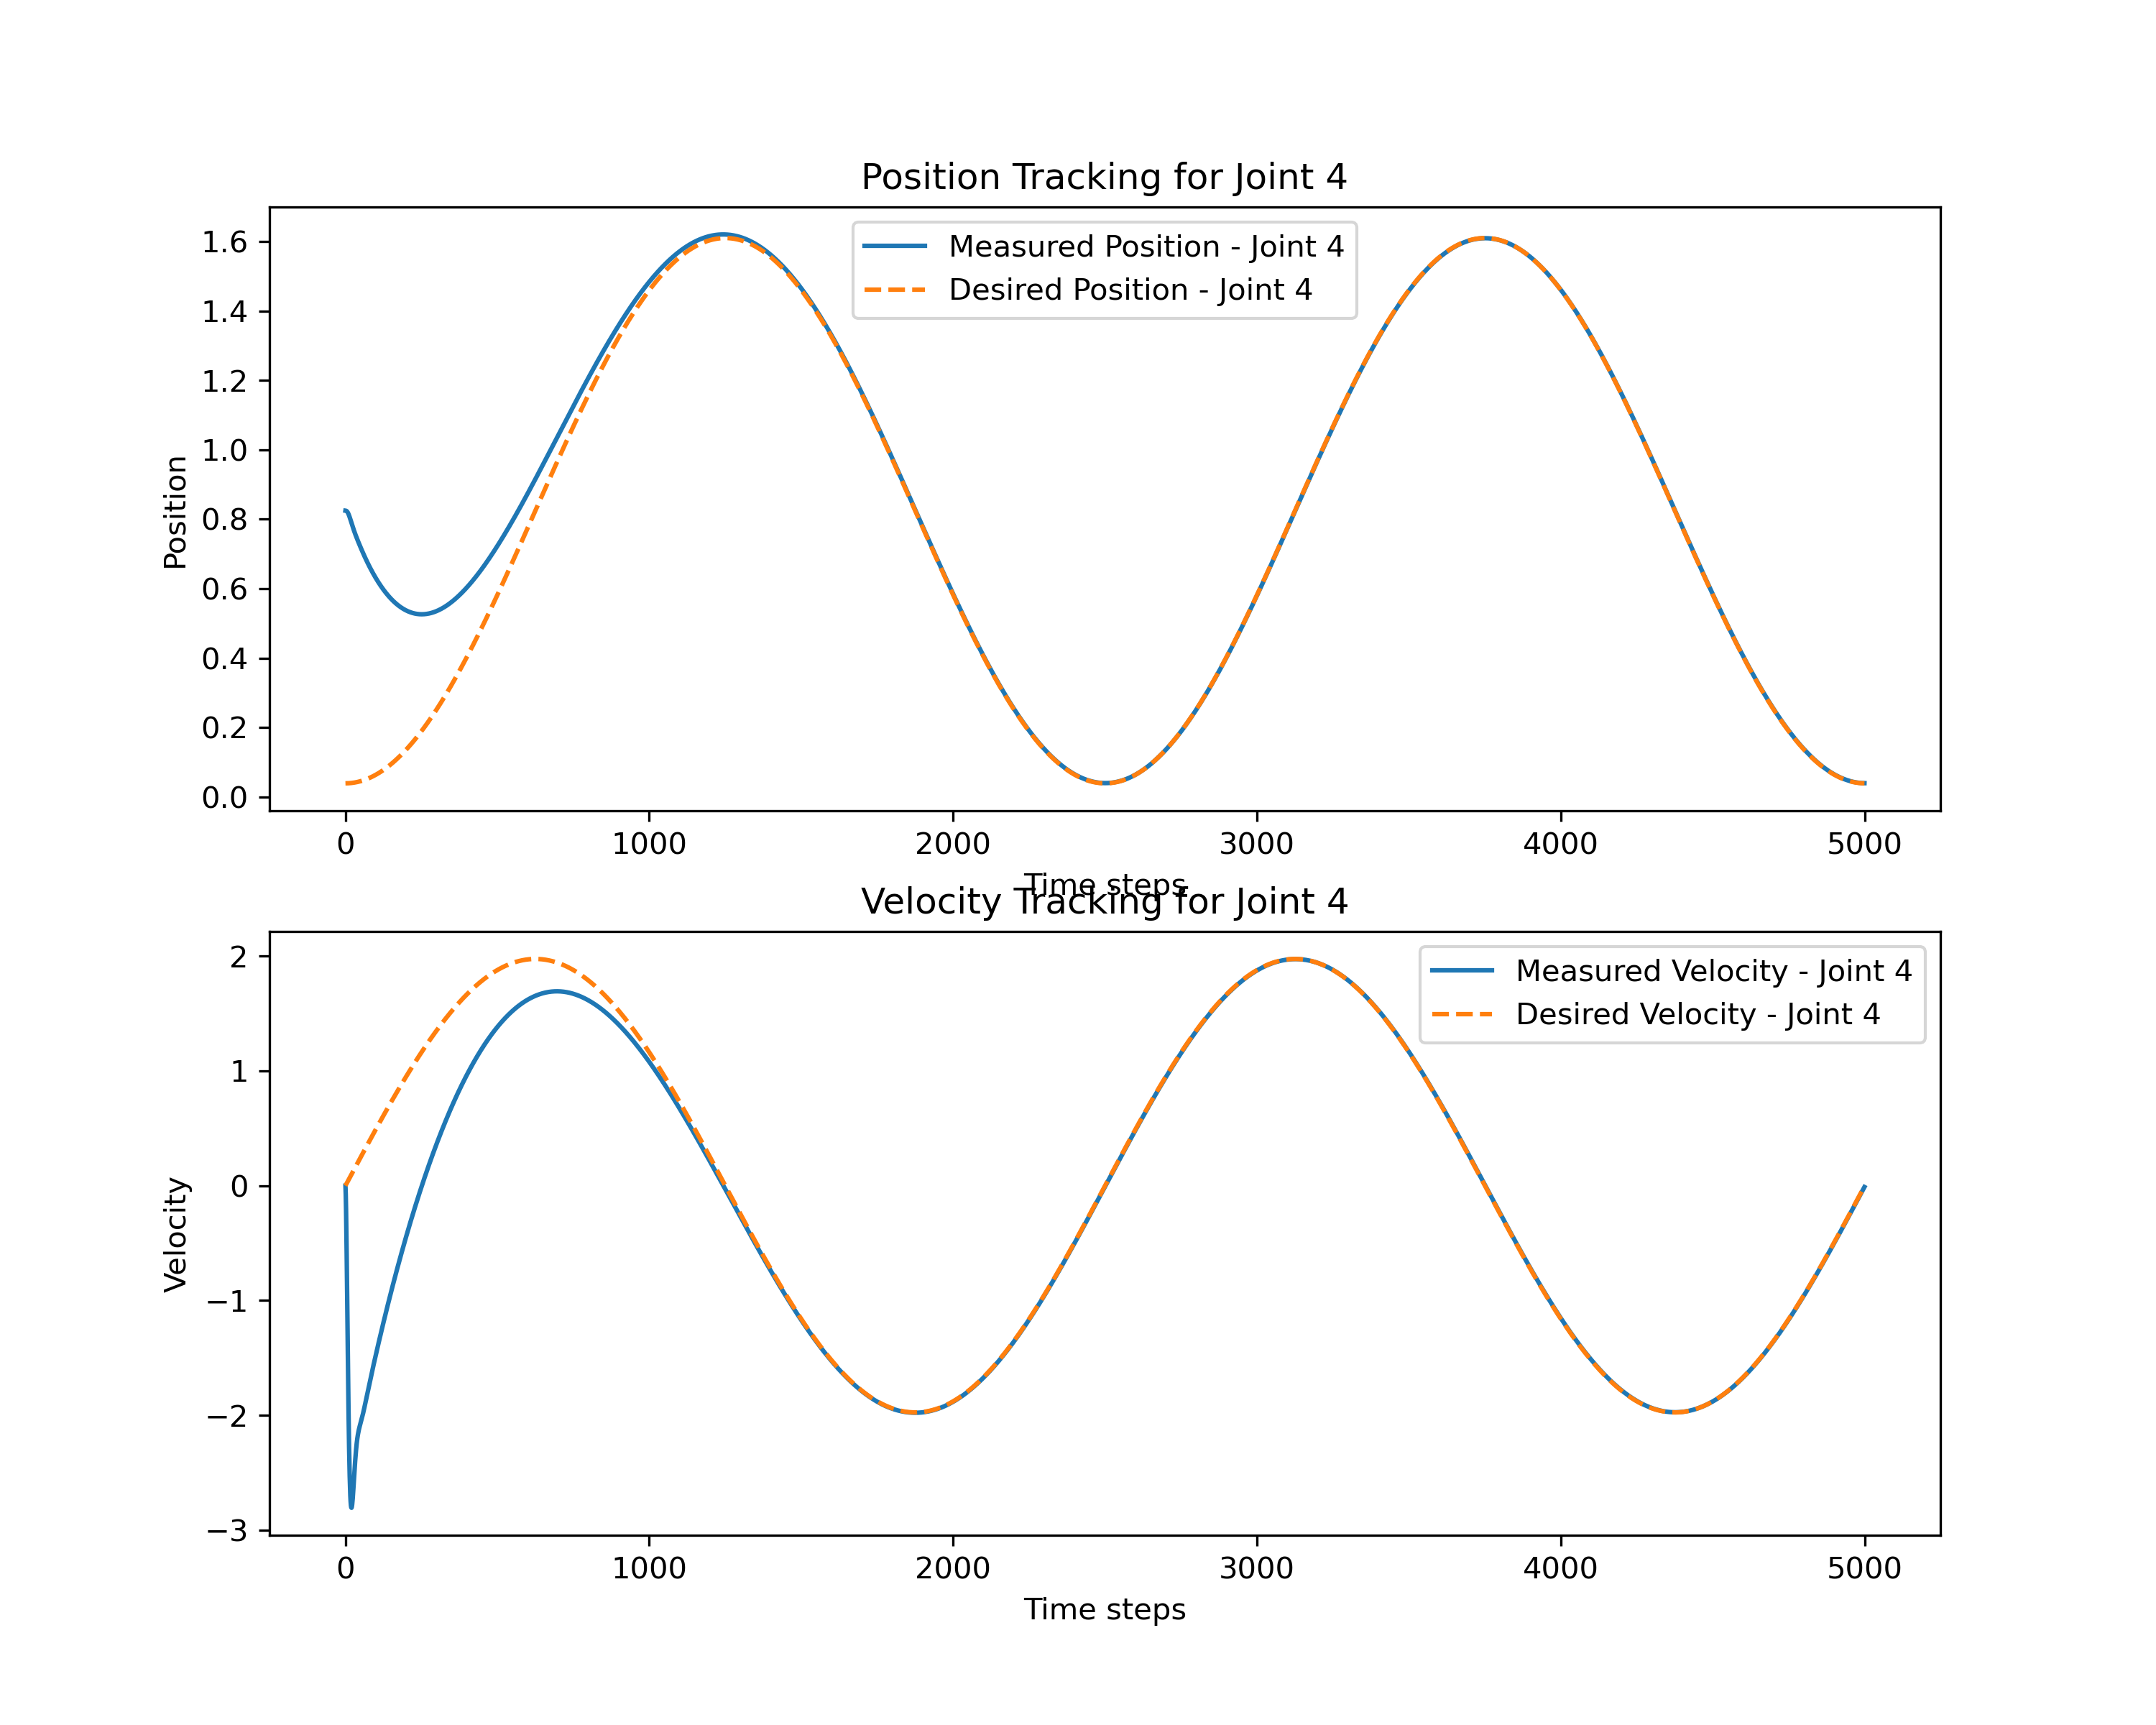 Position Tracking for Joint 4
Measured Position - Joint 4
Desired Position - Joint 4
1.6
1.4
1.2
1.0
0.8
0.6
0.4
0.2
0.0
Position
0 1000 2000 3000 4000 5000
Time steps
Velocity Tracking for Joint 4
Measured Velocity - Joint 4
Desired Velocity - Joint 4
2
1
0
−1
−2
−3
Velocity
0 1000 2000 3000 4000 5000
Time steps